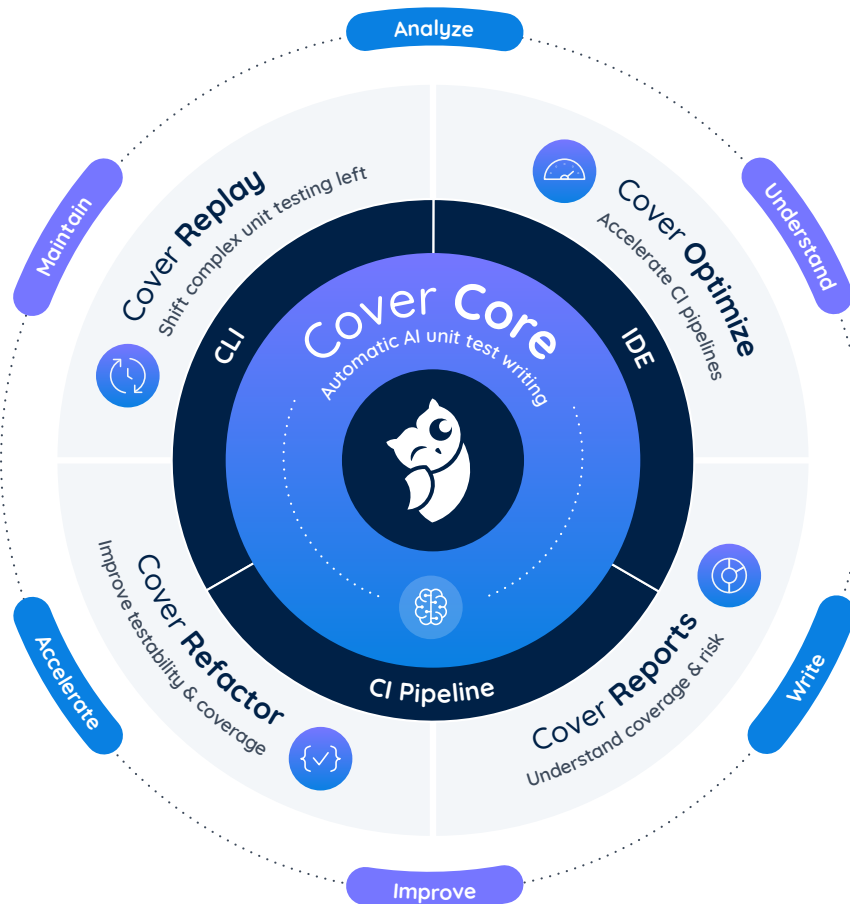 Analyze
Understand
Write
Improve
Accelerate
Maintain
Cover Replay
Shift complex unit testing left
Cover Optimize
Accelerate CI pipelines
Cover Reports
Understand coverage & risk
Cover Refactor
Improve testability & coverage
CLI
IDE
CI Pipeline
Cover Core
Automatic AI unit test writing